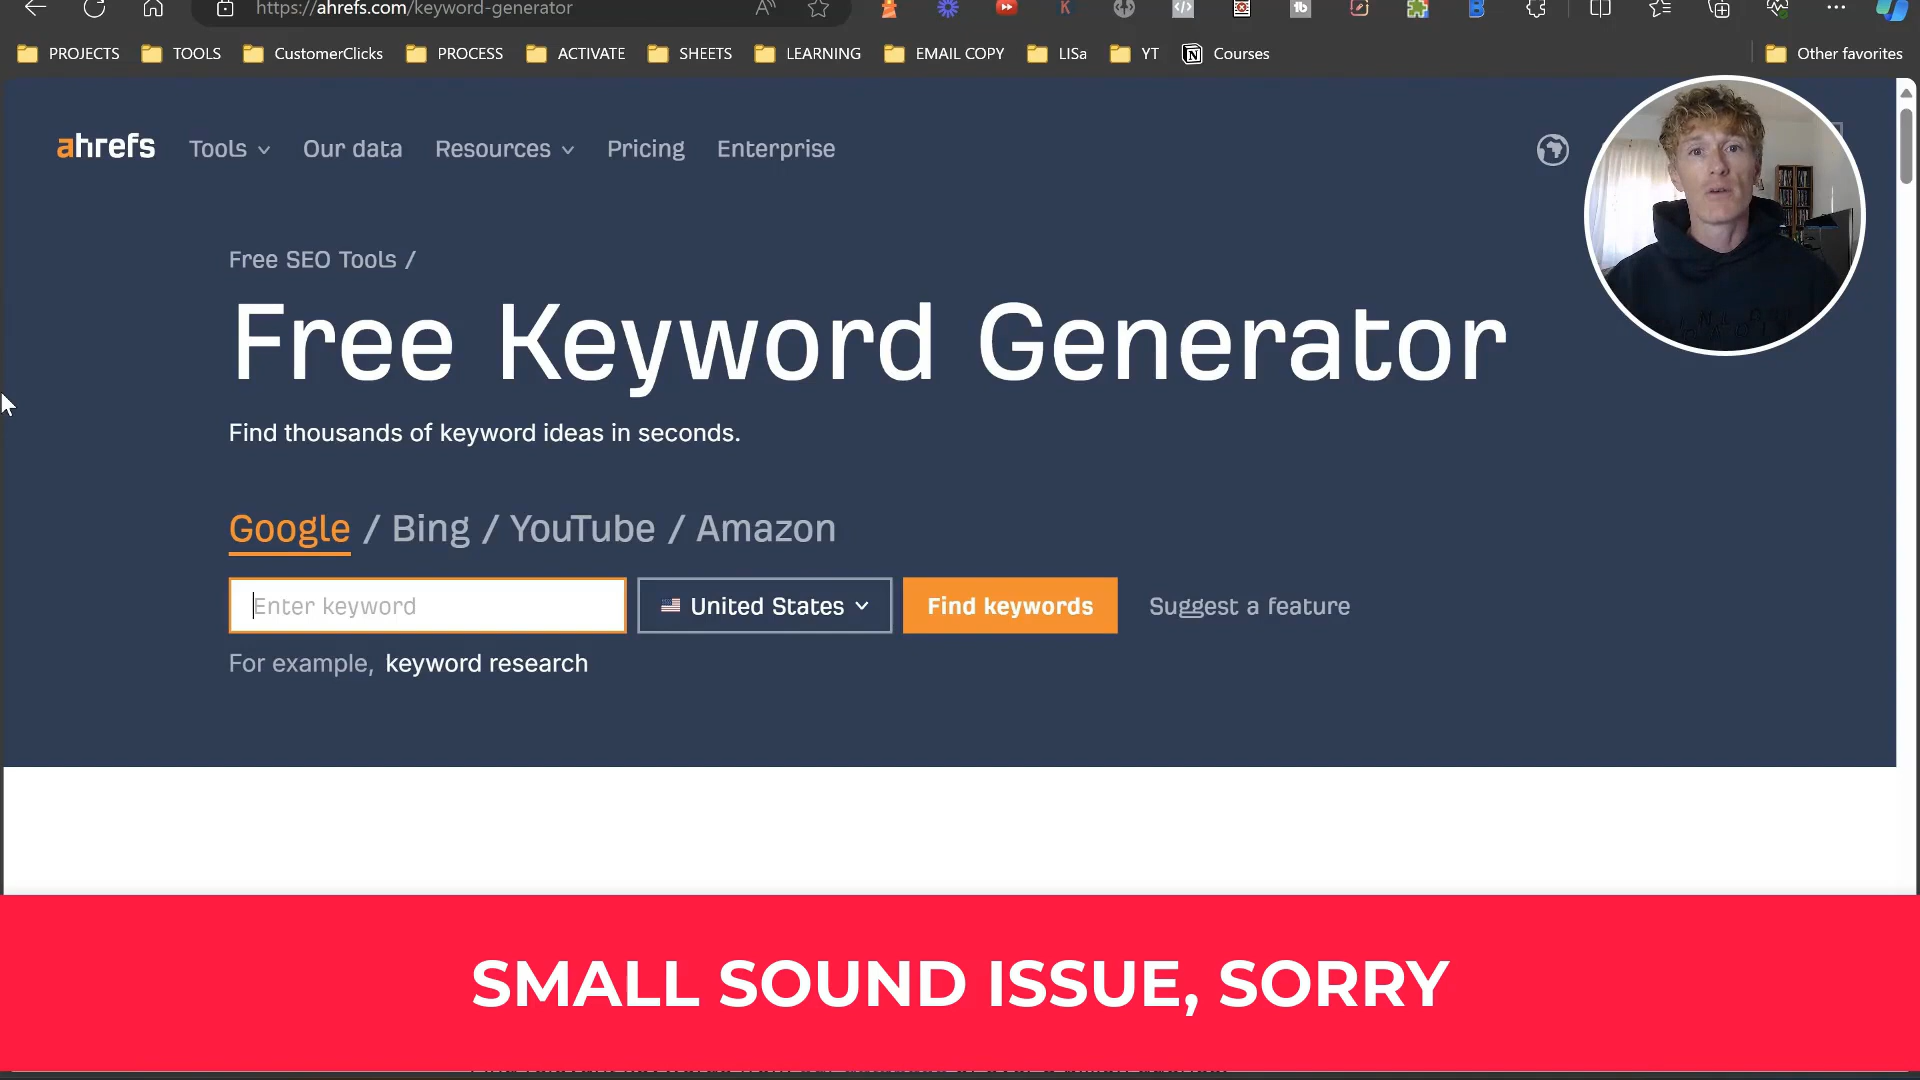 https://ahrefs.com/keyword-generator
PROJECTS TOOLS CustomerClicks PROCESS ACTIVATE SHEETS LEARNING EMAIL COPY LISa YT Courses Other favorites
ahrefs Tools Our data Resources Pricing Enterprise
Free SEO Tools /
Free Keyword Generator
Find thousands of keyword ideas in seconds.
Google / Bing / YouTube / Amazon
Enter keyword United States Find keywords Suggest a feature
For example, keyword research
SMALL SOUND ISSUE, SORRY